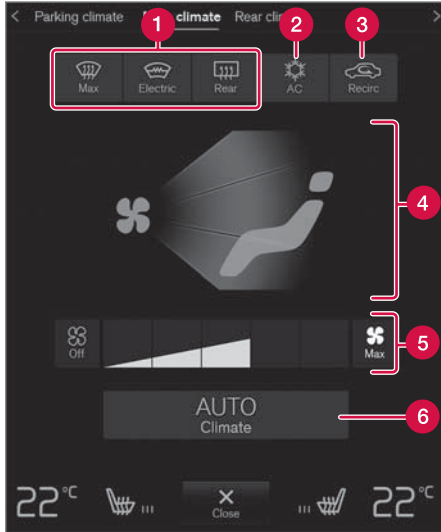 < Parking climate climate Rear >
1 2 3
Max Electric Rear AC Recirc
4
Off Max 5
AUTO 6
Climate
22°C 22°C
Close